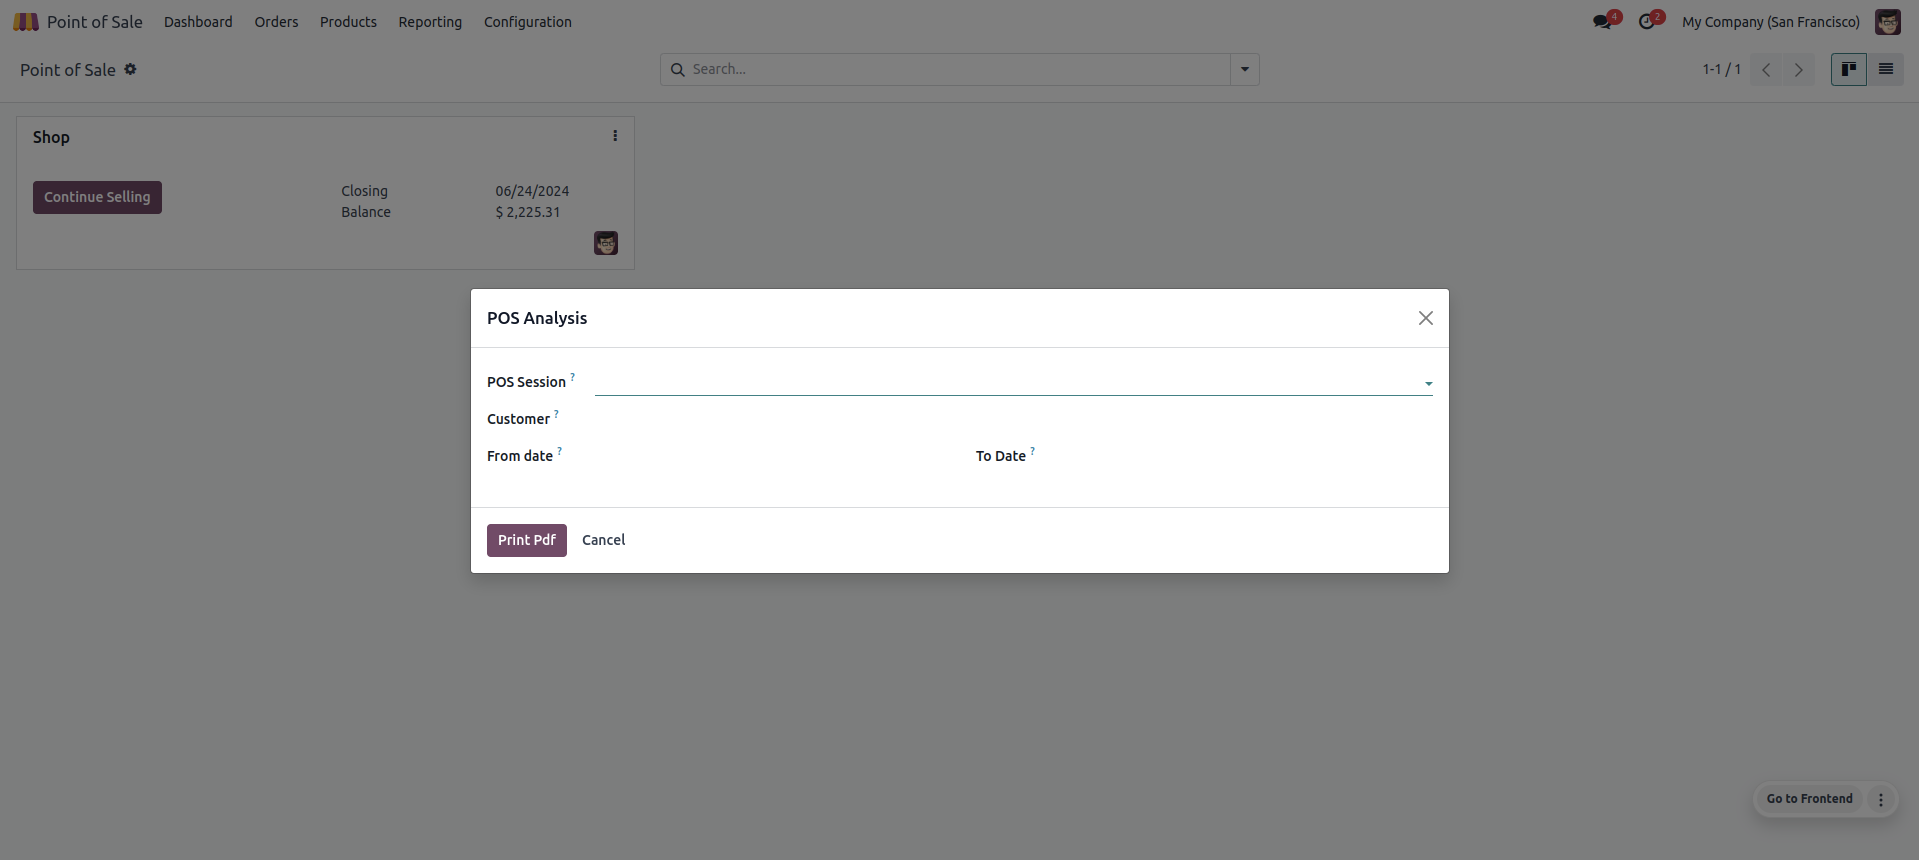 Point of Sale Dashboard Orders Products Reporting Configuration 4 2 My Company (San Francisco)
Point of Sale Search... 1-1 / 1
Shop
Continue Selling Closing 06/24/2024
Balance $ 2,225.31
POS Analysis
POS Session ?
Customer ?
From date ? To Date ?
Print Pdf Cancel
Go to Frontend